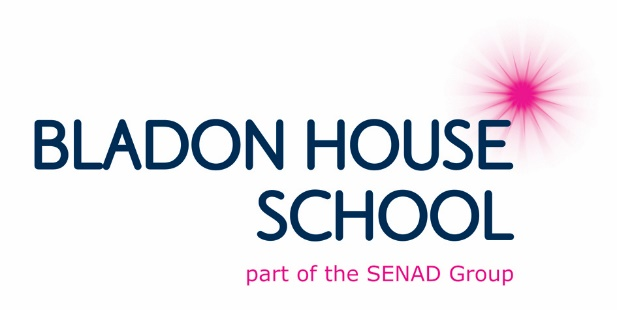 BLADON HOUSE
SCHOOL
part of the SENAD Group